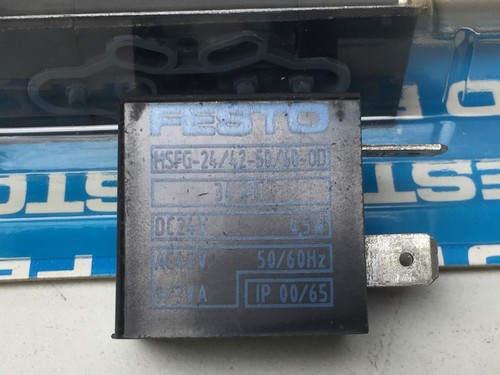 FESTO
MSFG-24/42-50/60-OD
DC24V 4,5W
50/60Hz
IP 00/65
FESTO